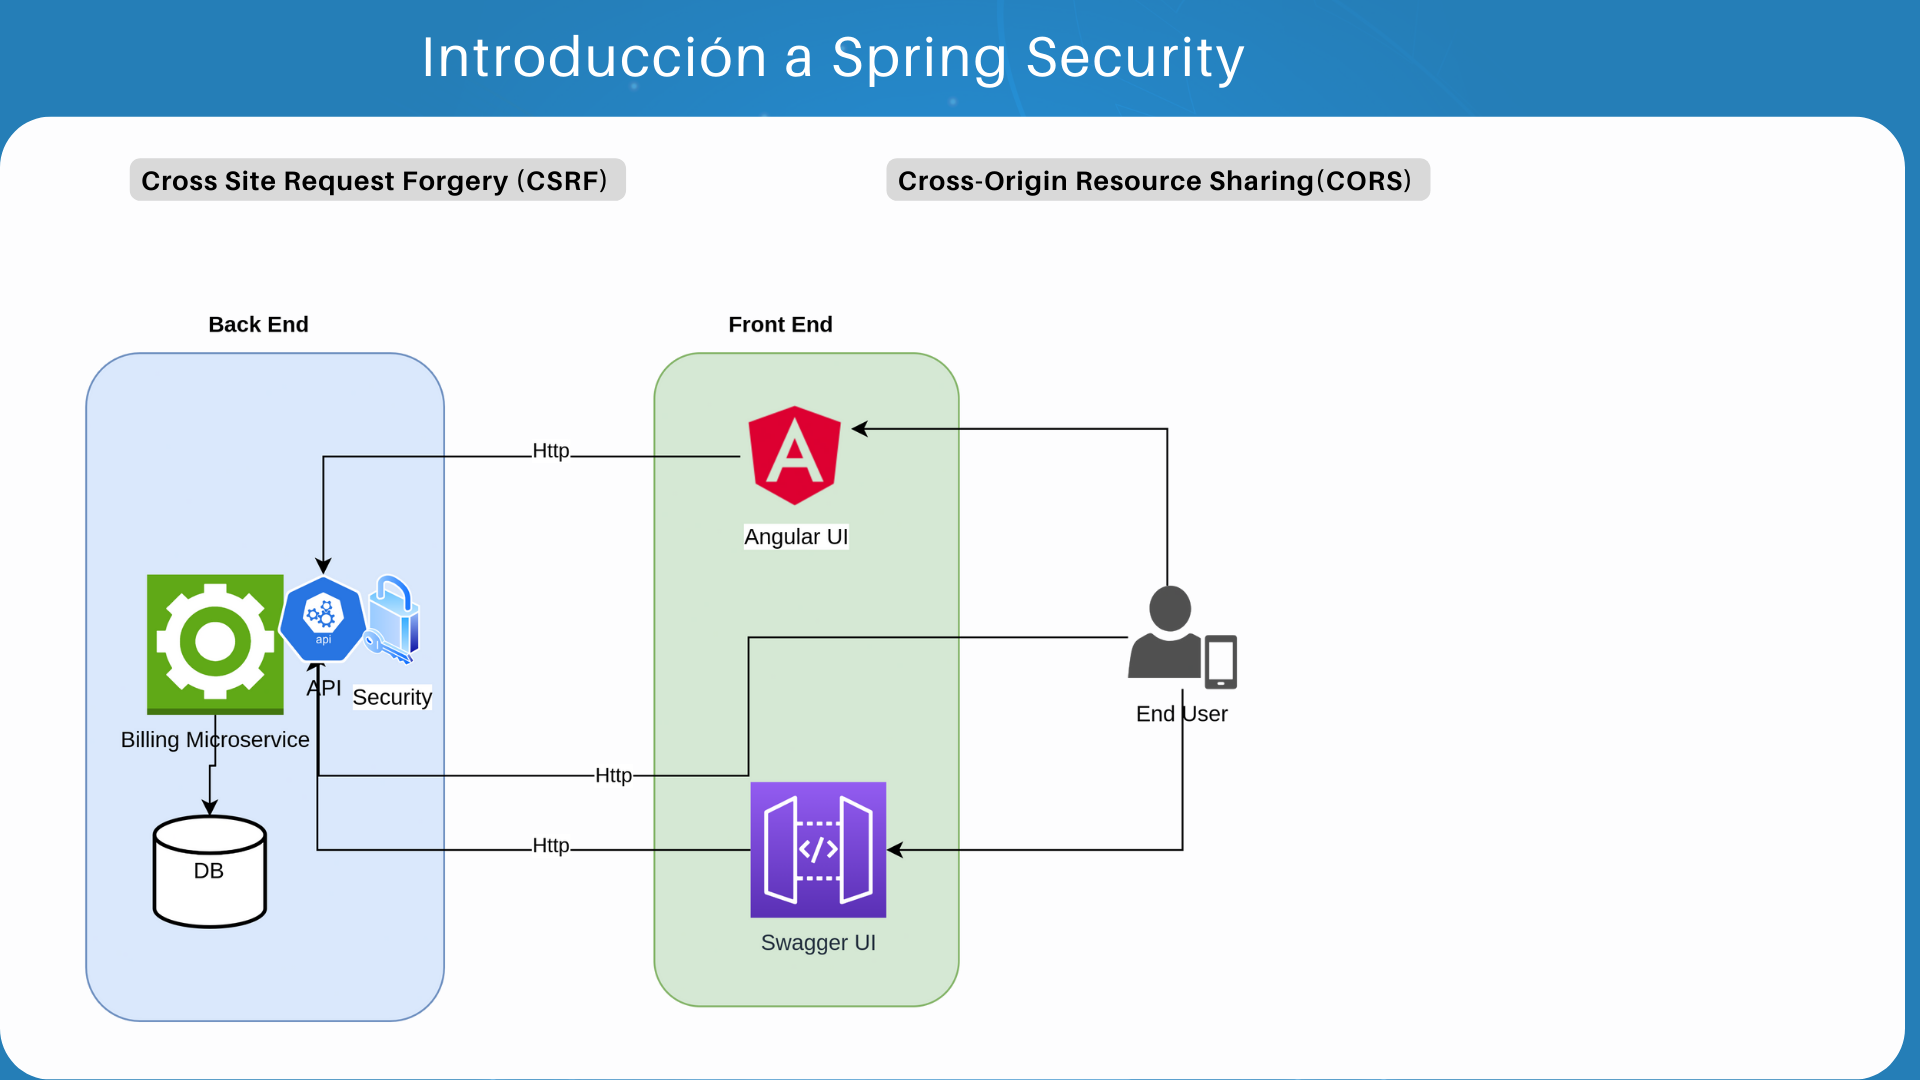 Introducción a Spring Security
Cross Site Request Forgery (CSRF)
Cross-Origin Resource Sharing(CORS)
Back End
Front End
Http
Angular UI
api
API
Security
End User
Billing Microservice
Http
Http
DB
Swagger UI